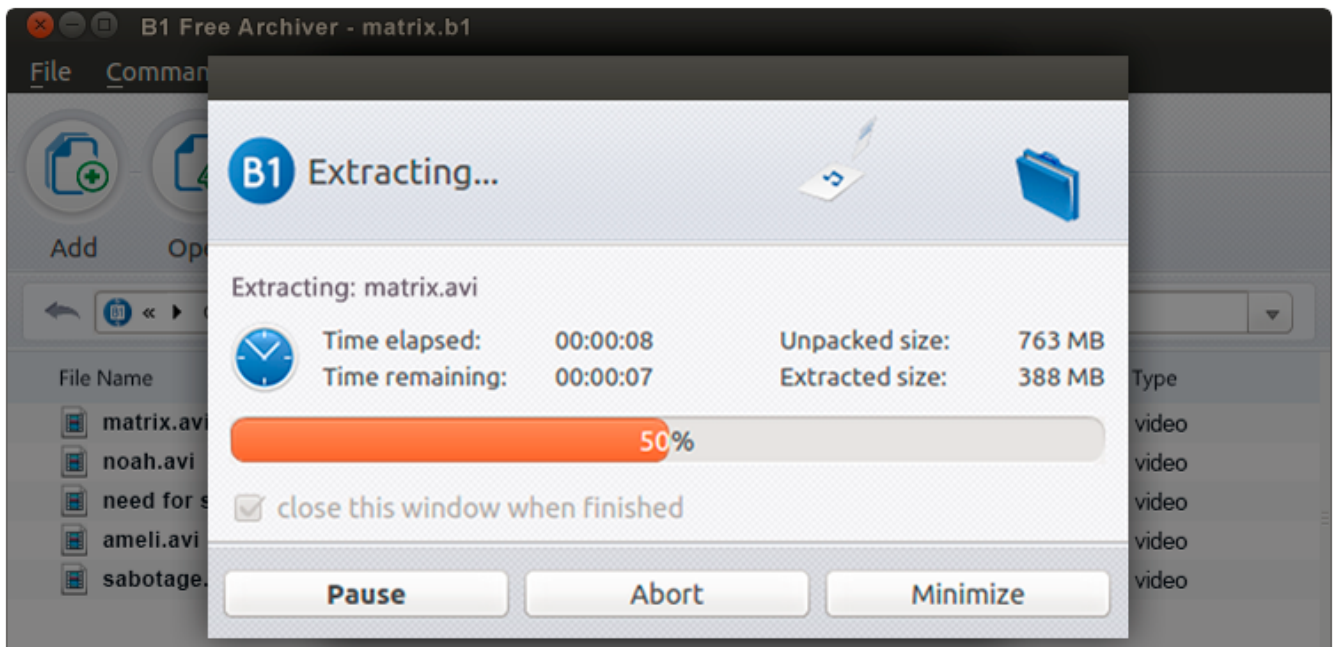 B1 Free Archiver - matrix.b1
File
B1 Extracting...
Add
Extracting: matrix.avi
B1 «
Time elapsed: 00:00:08 Unpacked size: 763 MB
Time remaining: 00:00:07 Extracted size: 388 MB
File Name Type
matrix.avi video
50%
noah.avi video
need for video
close this window when finished
ameli.avi video
sabotage. video
Pause Abort Minimize